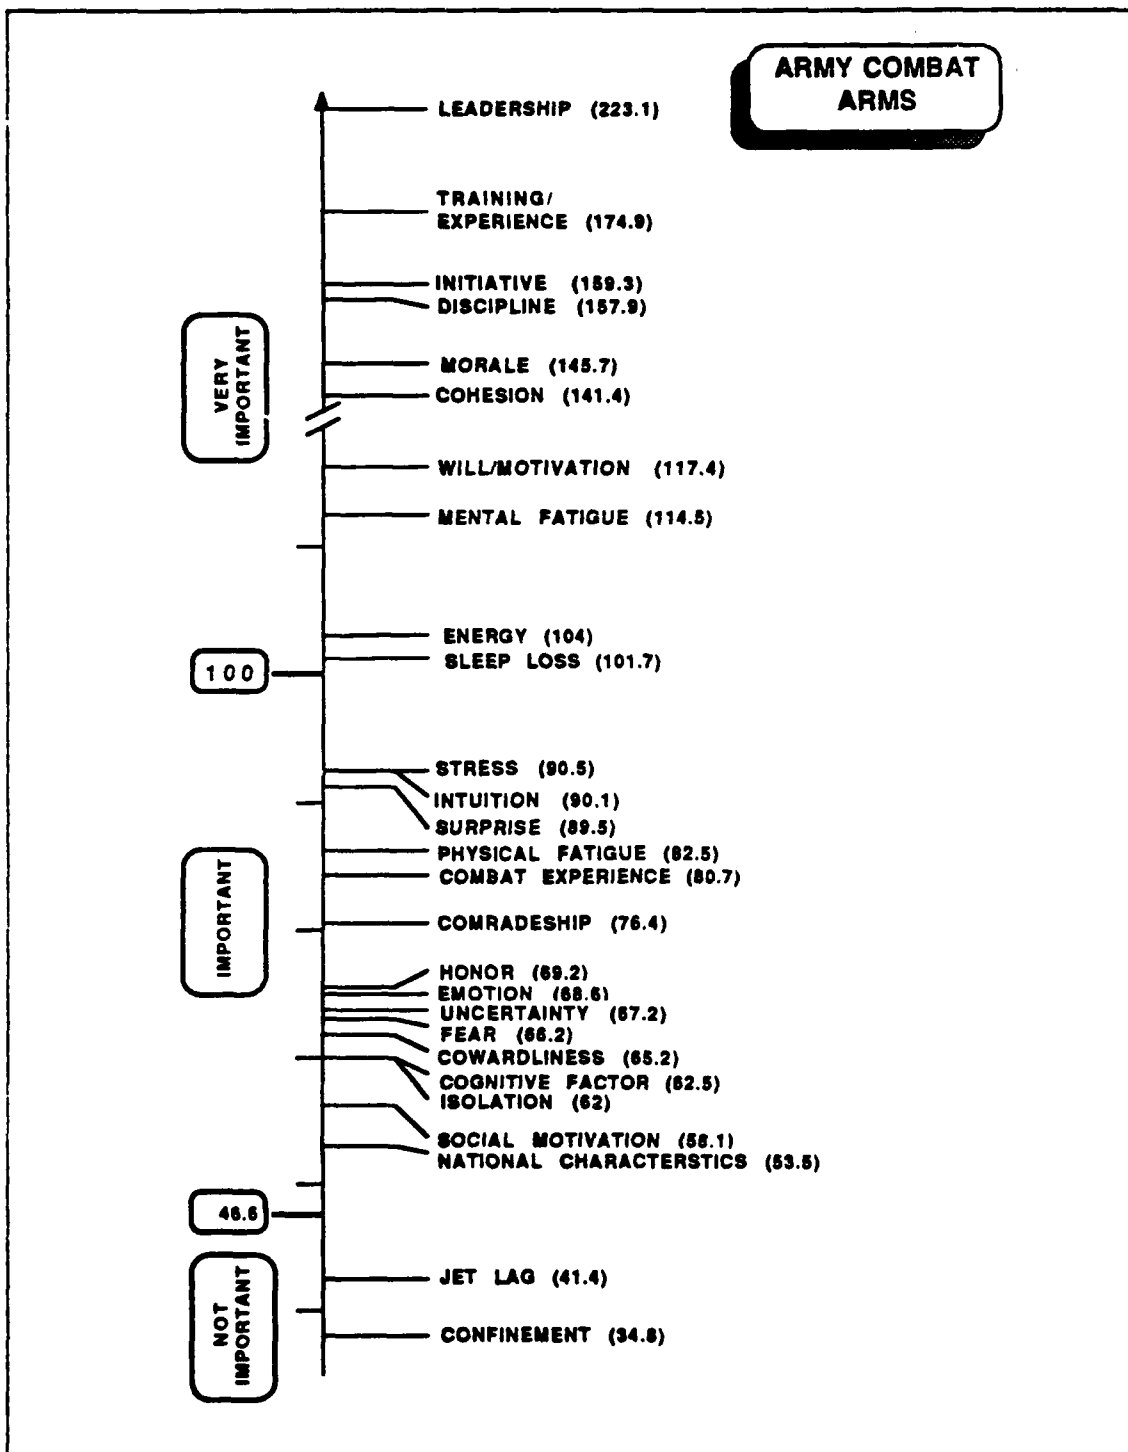 ARMY COMBAT
ARMS
LEADERSHIP (223.1)
TRAINING/
EXPERIENCE (174.9)
INITIATIVE (159.3)
DISCIPLINE (157.9)
VERY
IMPORTANT
MORALE (145.7)
COHESION (141.4)
WILL/MOTIVATION (117.4)
MENTAL FATIGUE (114.5)
ENERGY (104)
SLEEP LOSS (101.7)
100
STRESS (90.5)
INTUITION (90.1)
SURPRISE (89.5)
PHYSICAL FATIGUE (82.5)
COMBAT EXPERIENCE (80.7)
IMPORTANT
COMRADESHIP (76.4)
HONOR (69.2)
EMOTION (68.6)
UNCERTAINTY (67.2)
FEAR (66.2)
COWARDLINESS (65.2)
COGNITIVE FACTOR (62.5)
ISOLATION (62)
SOCIAL MOTIVATION (58.1)
NATIONAL CHARACTERSTICS (53.5)
46.6
JET LAG (41.4)
NOT
IMPORTANT
CONFINEMENT (34.8)